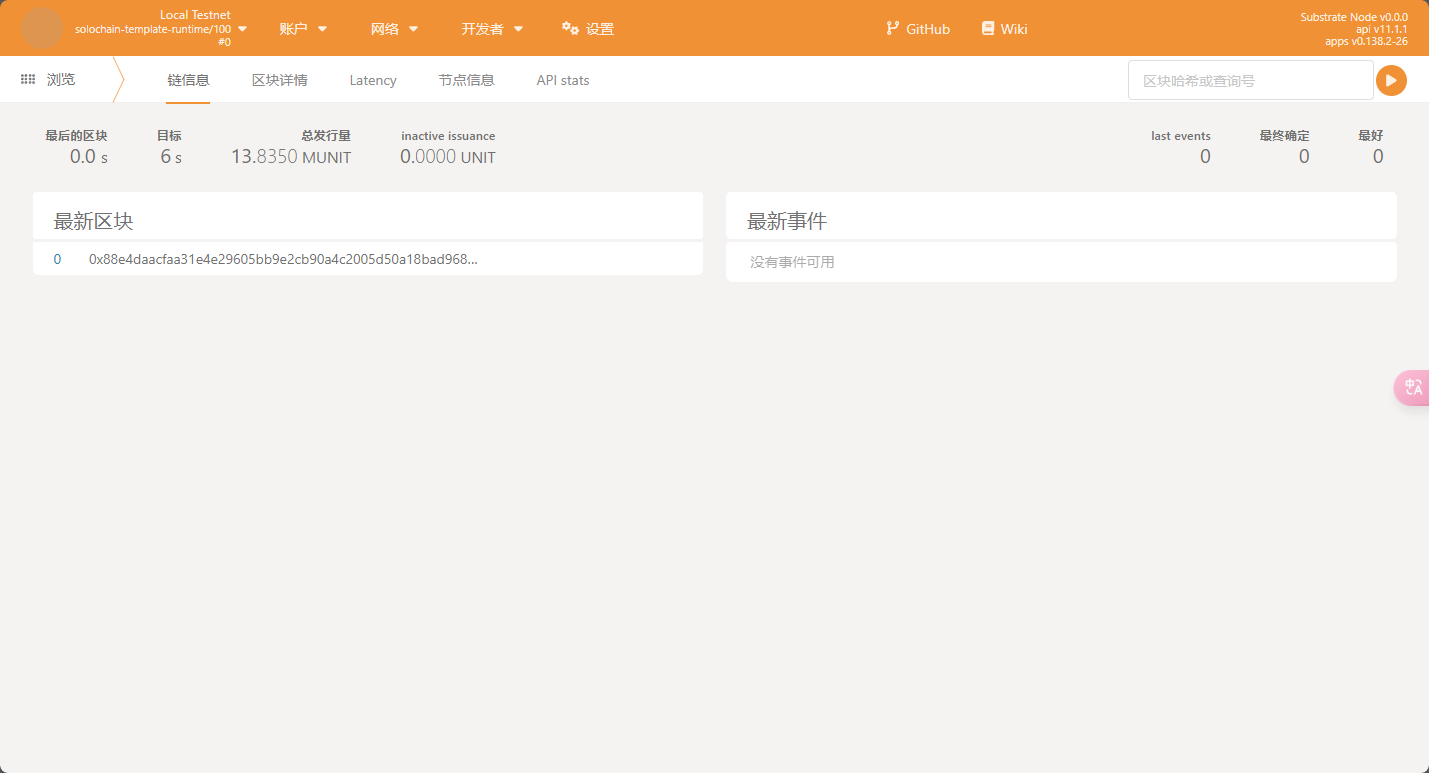 Local Testnet
solochain-template-runtime/100
#0
账户
网络
开发者
设置
GitHub
Wiki
Substrate Node v0.0.0
api v11.1.1
apps v0.138.2-26
浏览
链信息
区块详情
Latency
节点信息
API stats
区块哈希或查询号
最后的区块
0.0 s
目标
6 s
总发行量
13.8350 MUNIT
inactive issuance
0.0000 UNIT
last events
0
最终确定
0
最好
0
最新区块
0 0x88e4daacfaa31e4e29605bb9e2cb90a4c2005d50a18bad968...
最新事件
没有事件可用
中A